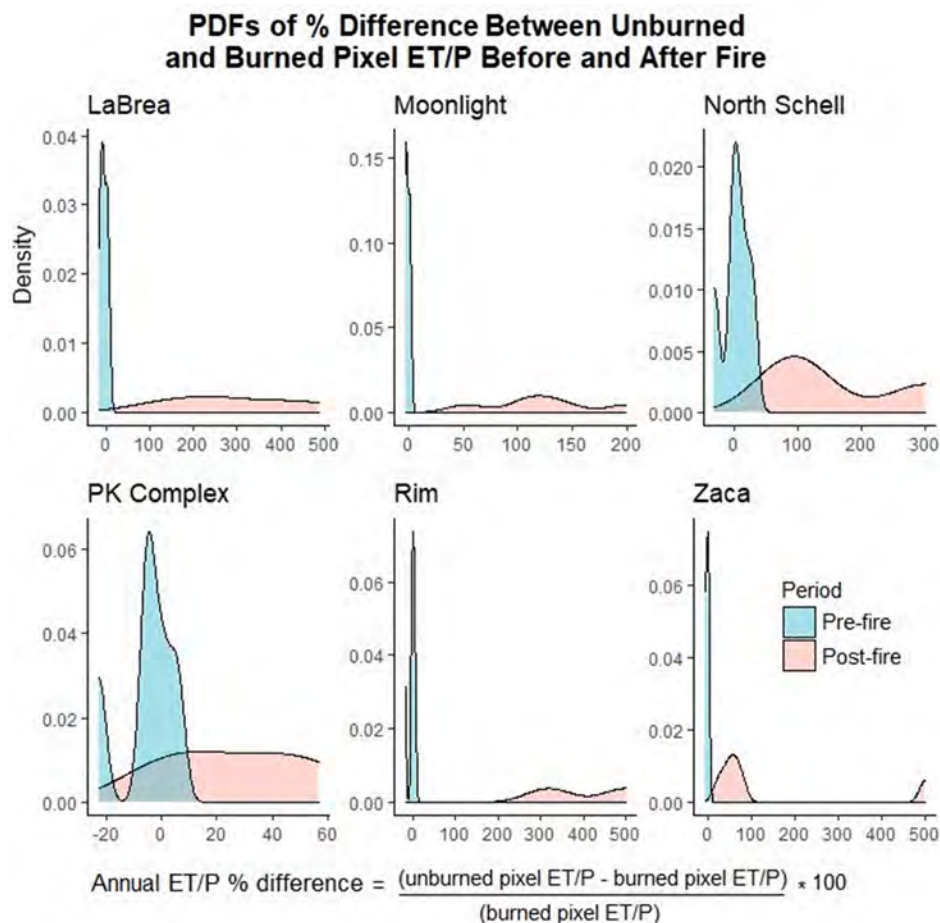 PDFs of % Difference Between Unburned
and Burned Pixel ET/P Before and After Fire
LaBrea
Moonlight
North Schell
Density
0.04
0.03
0.02
0.01
0.00
0 100 200 300 400 500
0.15
0.10
0.05
0.00
0 50 100 150 200
0.020
0.015
0.010
0.005
0.000
0 100 200 300
PK Complex
Rim
Zaca
0.06
0.04
0.02
0.00
-20 0 20 40 60
0.06
0.04
0.02
0.00
0 100 200 300 400 500
0.06
0.04
0.02
0.00
0 100 200 300 400 500
Period
Pre-fire
Post-fire
Annual ET/P % difference = (unburned pixel ET/P - burned pixel ET/P) * 100
(burned pixel ET/P)